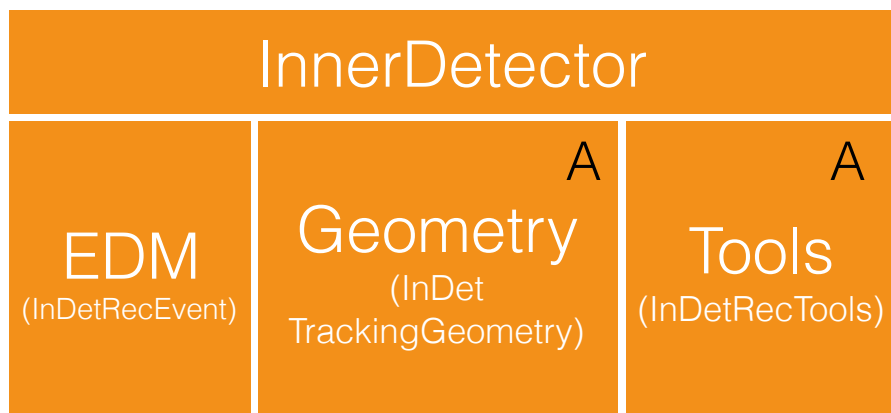 InnerDetector
EDM
(InDetRecEvent)
A
Geometry
(InDet
TrackingGeometry)
A
Tools
(InDetRecTools)